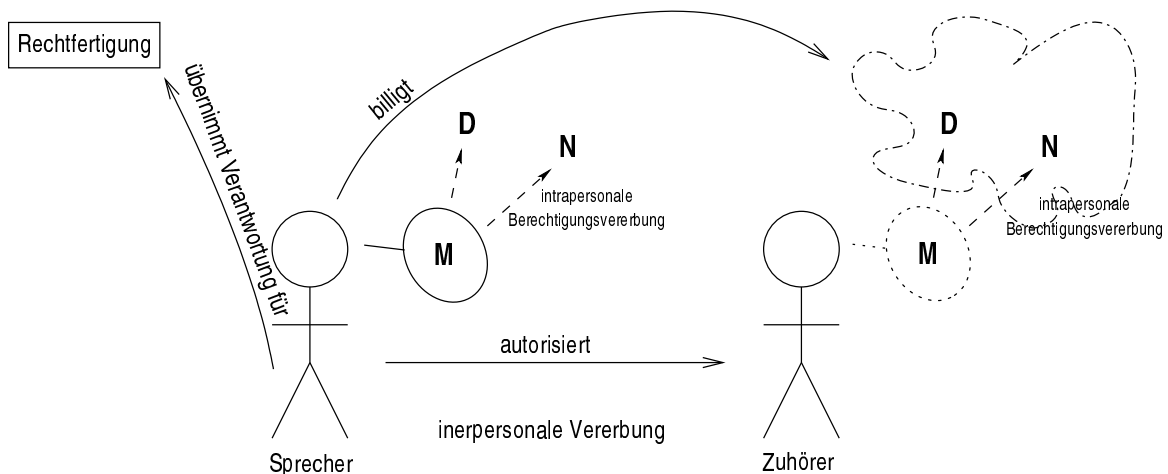 Rechtfertigung
übernimmt Verantwortung für
billigt
D
N
intrapersonale
Berechtigungsvererbung
M
D
N
intrapersonale
Berechtigungsvererbung
M
autorisiert
inerpersonale Vererbung
Sprecher
Zuhörer